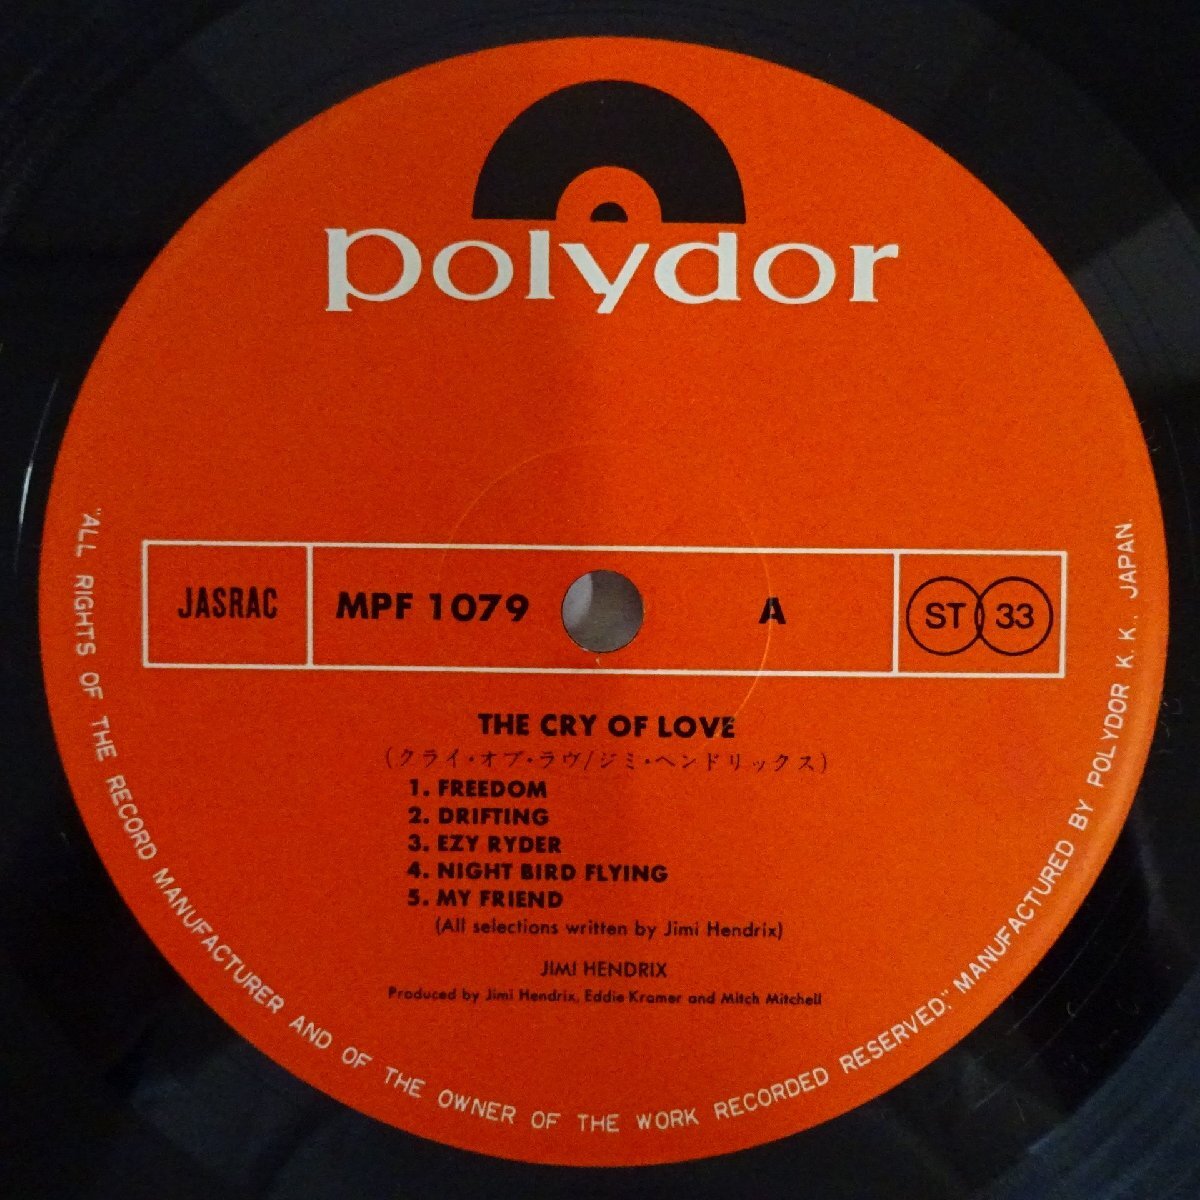 polydor
JASRAC
MPF 1079
A
ST 33
THE CRY OF LOVE
(クライ・オブ・ラヴ/ジミ・ヘンドリックス)
1. FREEDOM
2. DRIFTING
3. EZY RYDER
4. NIGHT BIRD FLYING
5. MY FRIEND
(All selections written by Jimi Hendrix)
JIMI HENDRIX
Produced by Jimi Hendrix, Eddie Kramer and Mitch Mitchell
"ALL RIGHTS OF THE RECORD MANUFACTURER AND OF THE OWNER OF THE WORK RECORDED RESERVED," MANUFACTURED BY POLYDOR K.K., JAPAN.